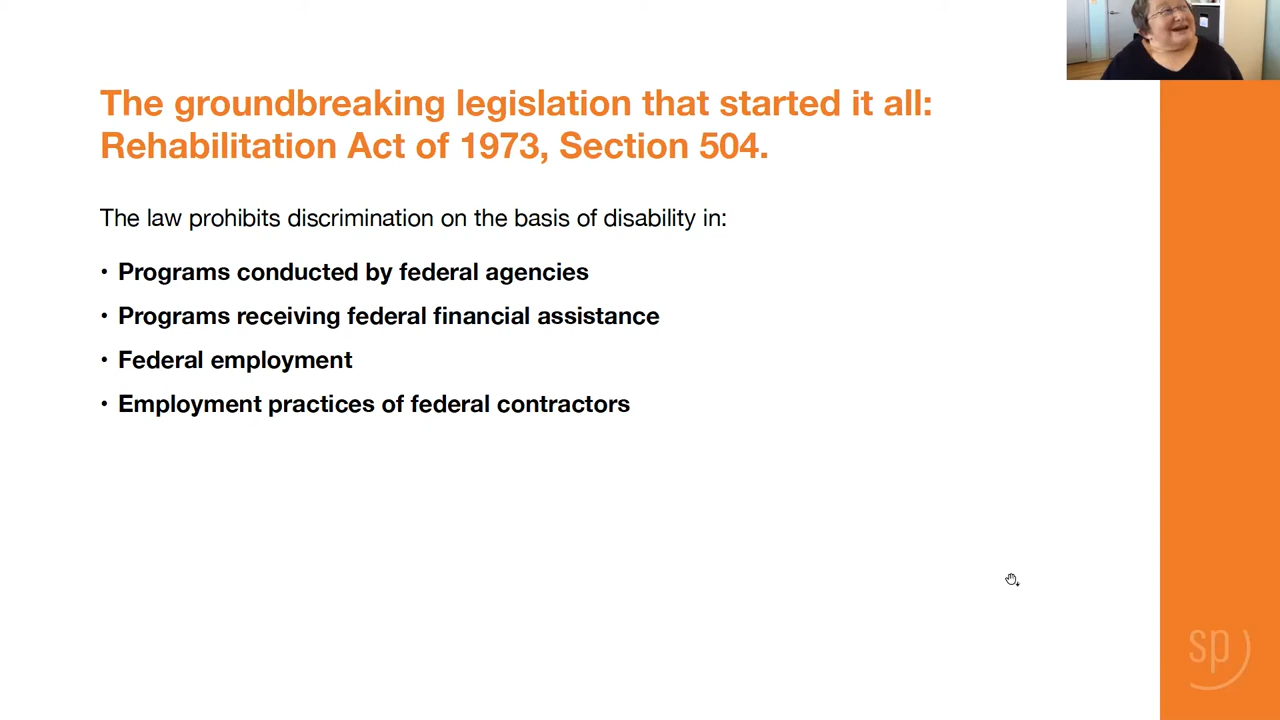 The groundbreaking legislation that started it all:
Rehabilitation Act of 1973, Section 504.
The law prohibits discrimination on the basis of disability in:
• Programs conducted by federal agencies
• Programs receiving federal financial assistance
• Federal employment
• Employment practices of federal contractors
sp